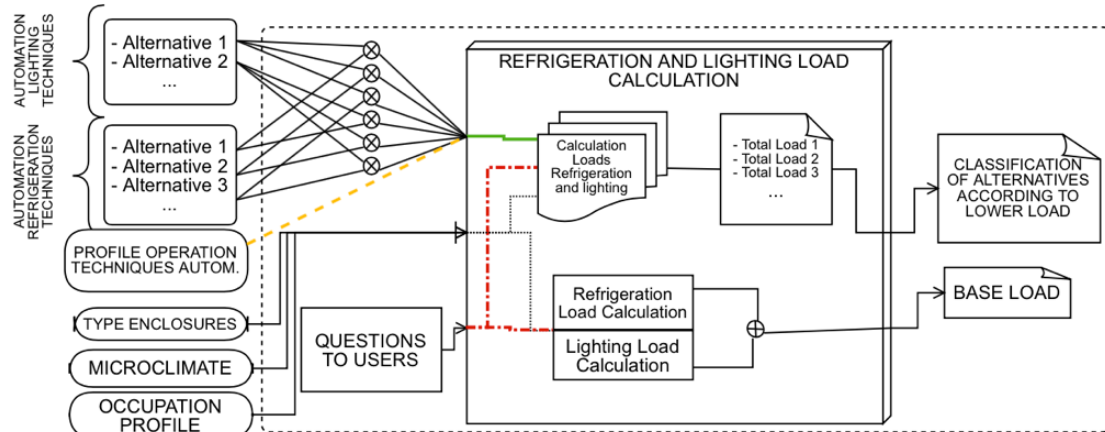 AUTOMATION
LIGHTING
TECHNIQUES
- Alternative 1
- Alternative 2
...
AUTOMATION
REFRIGERATION
TECHNIQUES
- Alternative 1
- Alternative 2
- Alternative 3
...
PROFILE OPERATION
TECHNIQUES AUTOM.
TYPE ENCLOSURES
MICROCLIMATE
OCCUPATION
PROFILE
QUESTIONS
TO USERS
REFRIGERATION AND LIGHTING LOAD
CALCULATION
Calculation
Loads
Refrigeration
and lighting
- Total Load 1
- Total Load 2
- Total Load 3
...
Refrigeration
Load Calculation
Lighting Load
Calculation
CLASSIFICATION
OF ALTERNATIVES
ACCORDING TO
LOWER LOAD
BASE LOAD